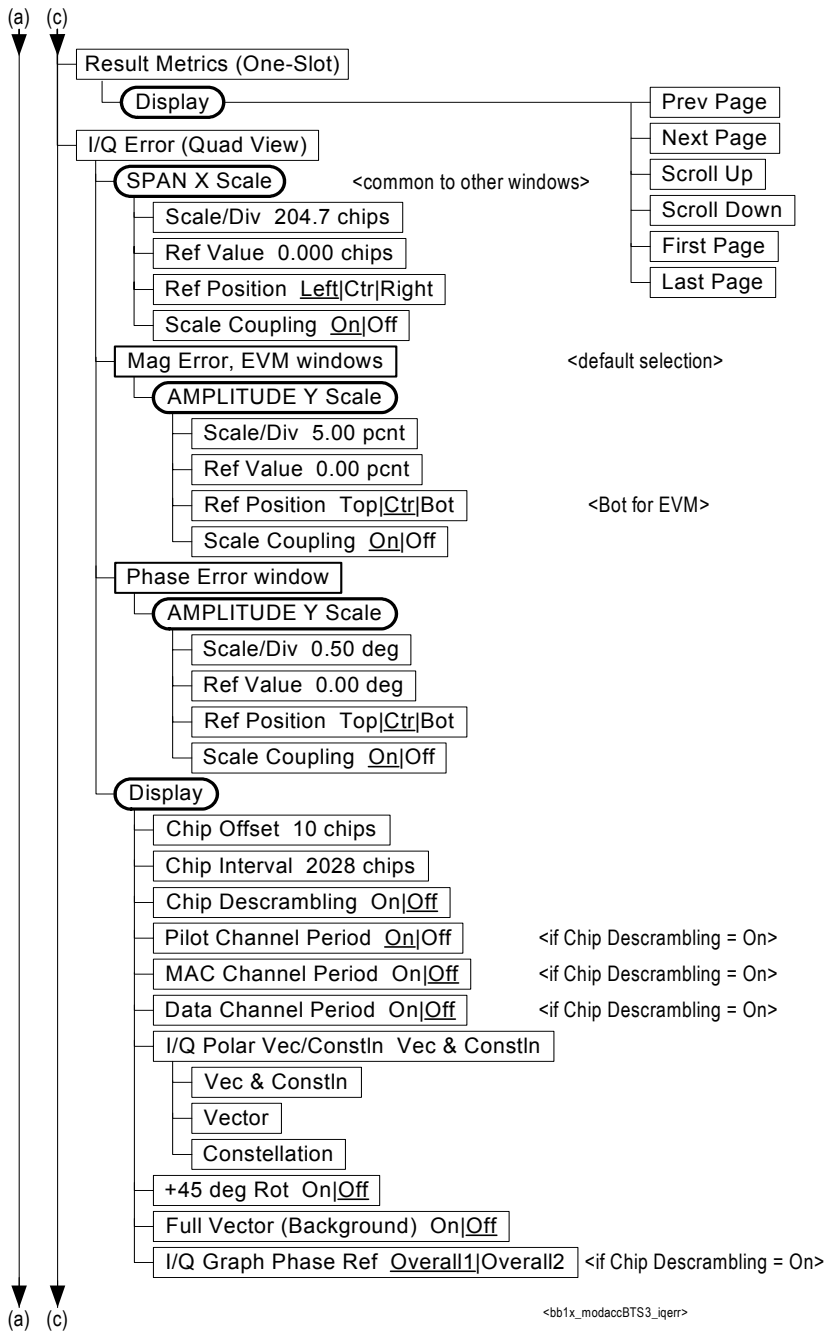 (a) (c)
Result Metrics (One-Slot)
Display
Prev Page
Next Page
Scroll Up
Scroll Down
First Page
Last Page
I/Q Error (Quad View)
SPAN X Scale <common to other windows>
Scale/Div 204.7 chips
Ref Value 0.000 chips
Ref Position Left|Ctr|Right
Scale Coupling On|Off
Mag Error, EVM windows <default selection>
AMPLITUDE Y Scale
Scale/Div 5.00 pcnt
Ref Value 0.00 pcnt
Ref Position Top|Ctr|Bot <Bot for EVM>
Scale Coupling On|Off
Phase Error window
AMPLITUDE Y Scale
Scale/Div 0.50 deg
Ref Value 0.00 deg
Ref Position Top|Ctr|Bot
Scale Coupling On|Off
Display
Chip Offset 10 chips
Chip Interval 2028 chips
Chip Descrambling On|Off
Pilot Channel Period On|Off <if Chip Descrambling = On>
MAC Channel Period On|Off <if Chip Descrambling = On>
Data Channel Period On|Off <if Chip Descrambling = On>
I/Q Polar Vec/Constln Vec & Constln
Vec & Constln
Vector
Constellation
+45 deg Rot On|Off
Full Vector (Background) On|Off
I/Q Graph Phase Ref Overall1|Overall2 <if Chip Descrambling = On>
(a) (c)
<bb1x_modaccBTS3_iqerr>